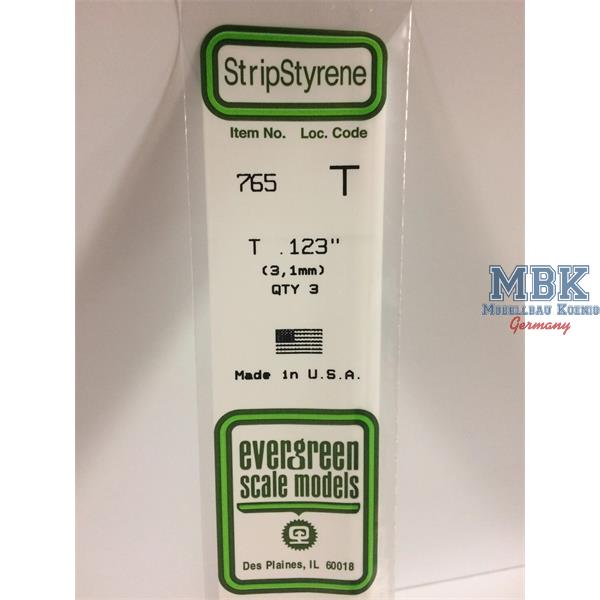 StripStyrene
Item No. Loc. Code
765 T
T .123"
(3,1mm)
QTY 3
Made in U.S.A.
evergreen
scale models
Des Plaines, IL 60018
MBK
Modellbau Koenig
Germany